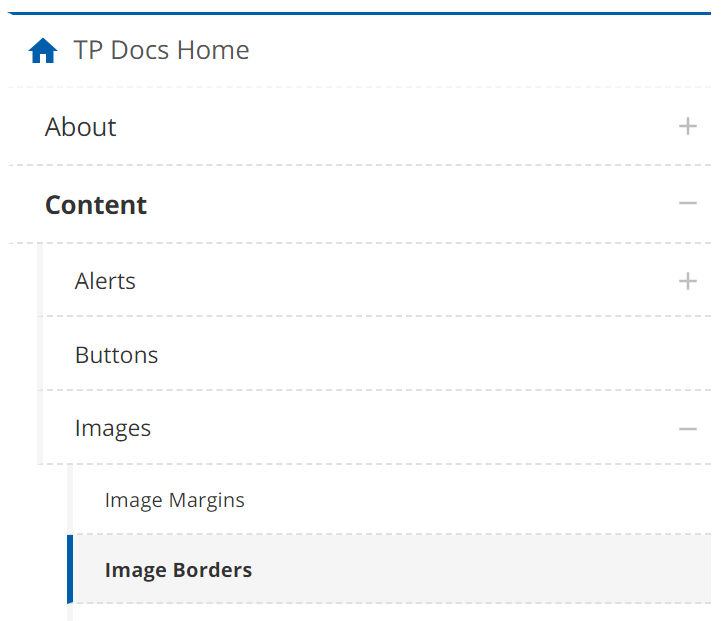 TP Docs Home
About
Content
Alerts
Buttons
Images
Image Margins
Image Borders